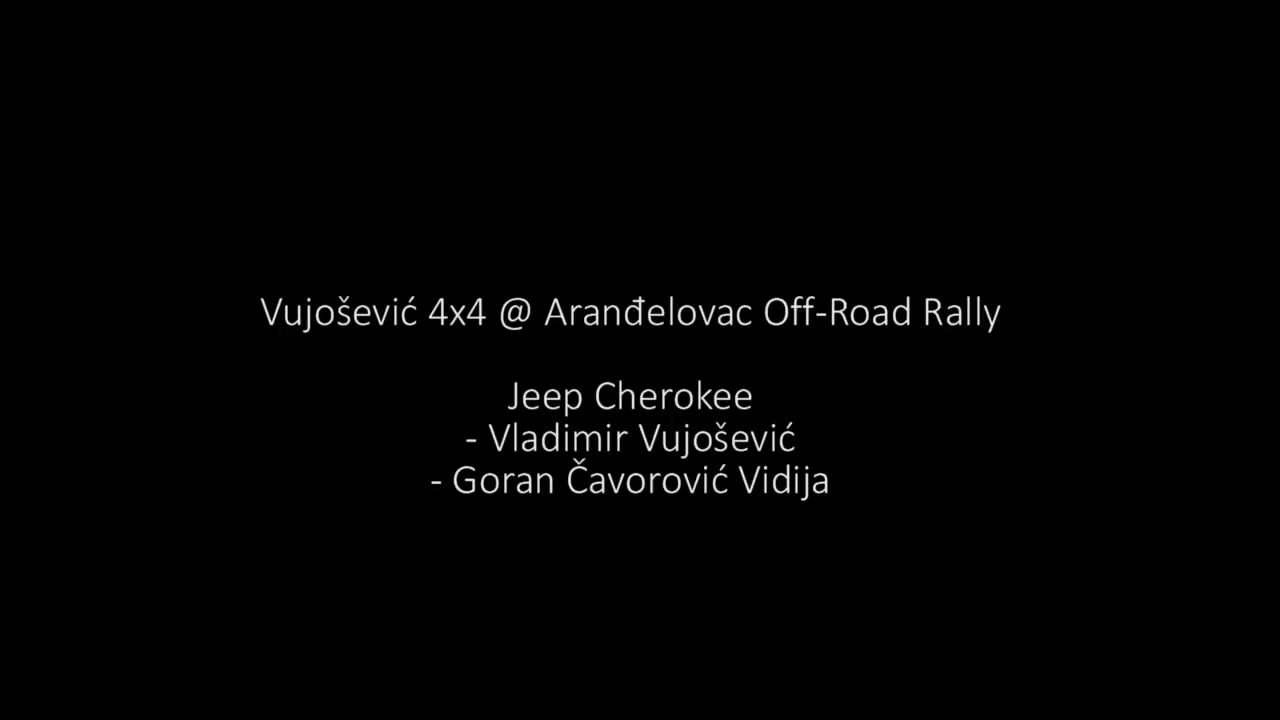 Vujošević 4x4 @ Aranđelovac Off-Road Rally
Jeep Cherokee
- Vladimir Vujošević
- Goran Čavorović Vidija